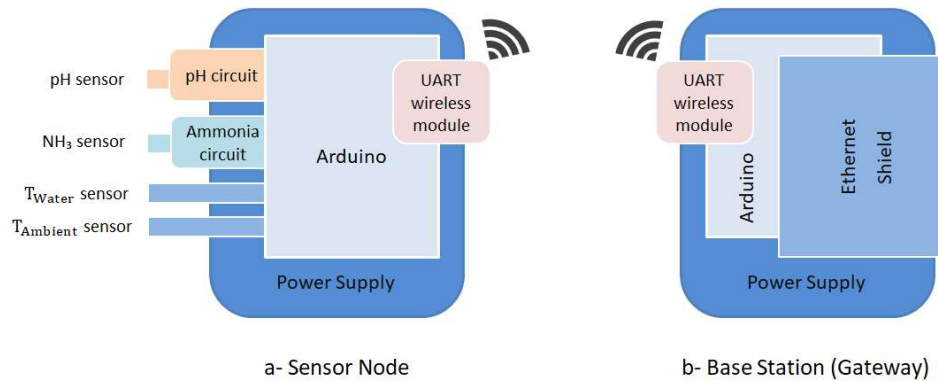 pH sensor
pH circuit
NH₃ sensor
Ammonia
circuit
T_Water sensor
T_Ambient sensor
Arduino
UART
wireless
module
Power Supply
a- Sensor Node
UART
wireless
module
Arduino
Ethernet
Shield
Power Supply
b- Base Station (Gateway)